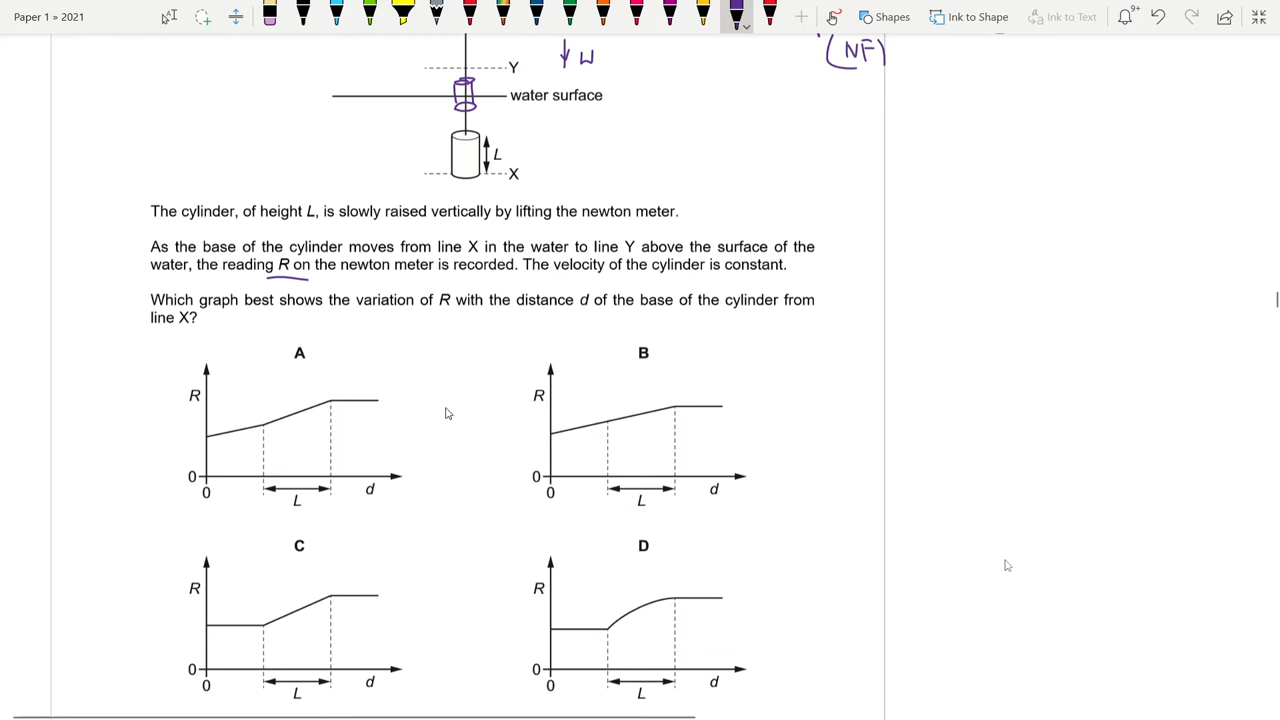 Paper 1 » 2021
Shapes
Ink to Shape
Ink to Text
9+
(NF)
W
Y
water surface
L
X
The cylinder, of height L, is slowly raised vertically by lifting the newton meter.
As the base of the cylinder moves from line X in the water to line Y above the surface of the
water, the reading R on the newton meter is recorded. The velocity of the cylinder is constant.
Which graph best shows the variation of R with the distance d of the base of the cylinder from
line X?
A
R
0
0
L
d
B
R
0
0
L
d
C
R
0
0
L
d
D
R
0
0
L
d